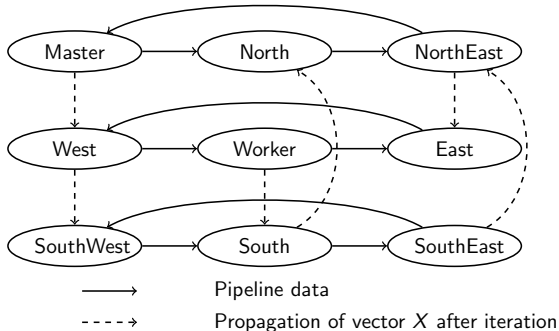 Master North NorthEast
West Worker East
SouthWest South SouthEast
Pipeline data
Propagation of vector X after iteration